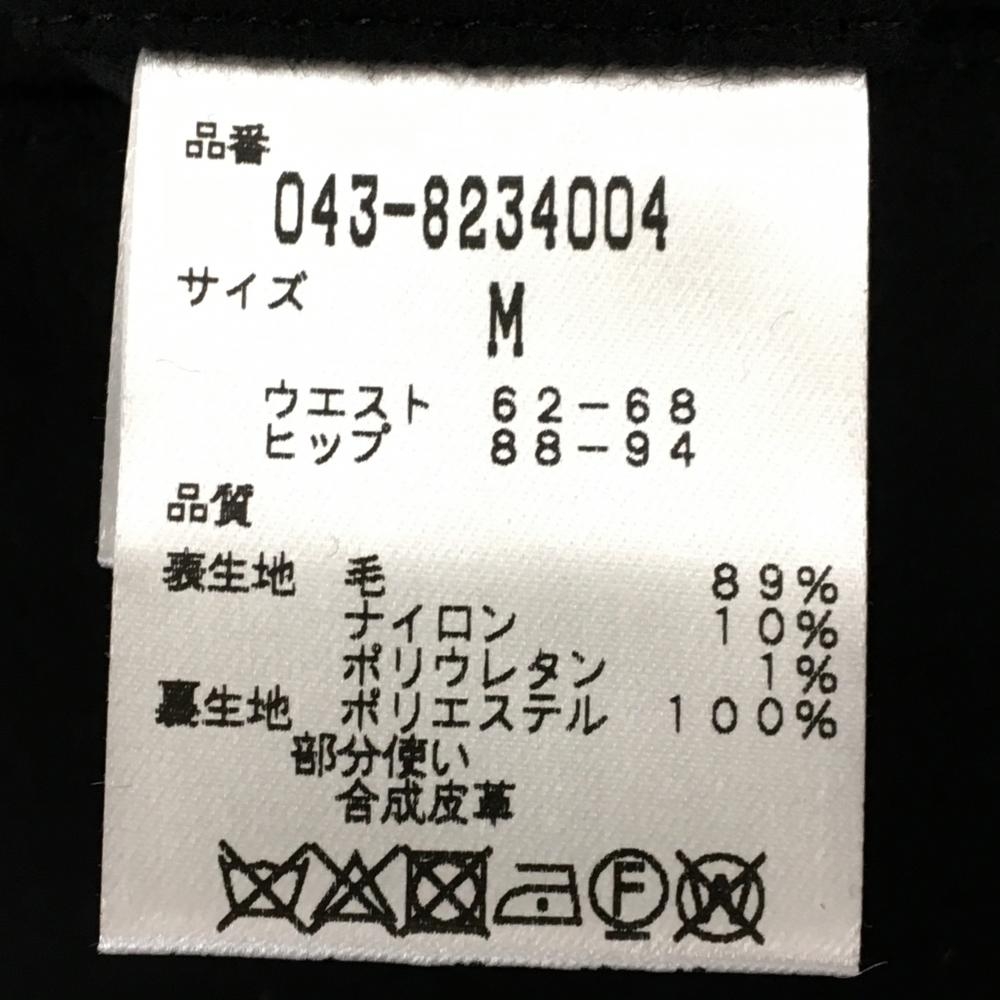 品番
043-8234004
サイズ
M
ウエスト 62-68
ヒップ 88-94
品質
表生地 毛 89%
ナイロン 10%
ポリウレタン 1%
裏生地 ポリエステル 100%
部分使い
合成皮革
F W